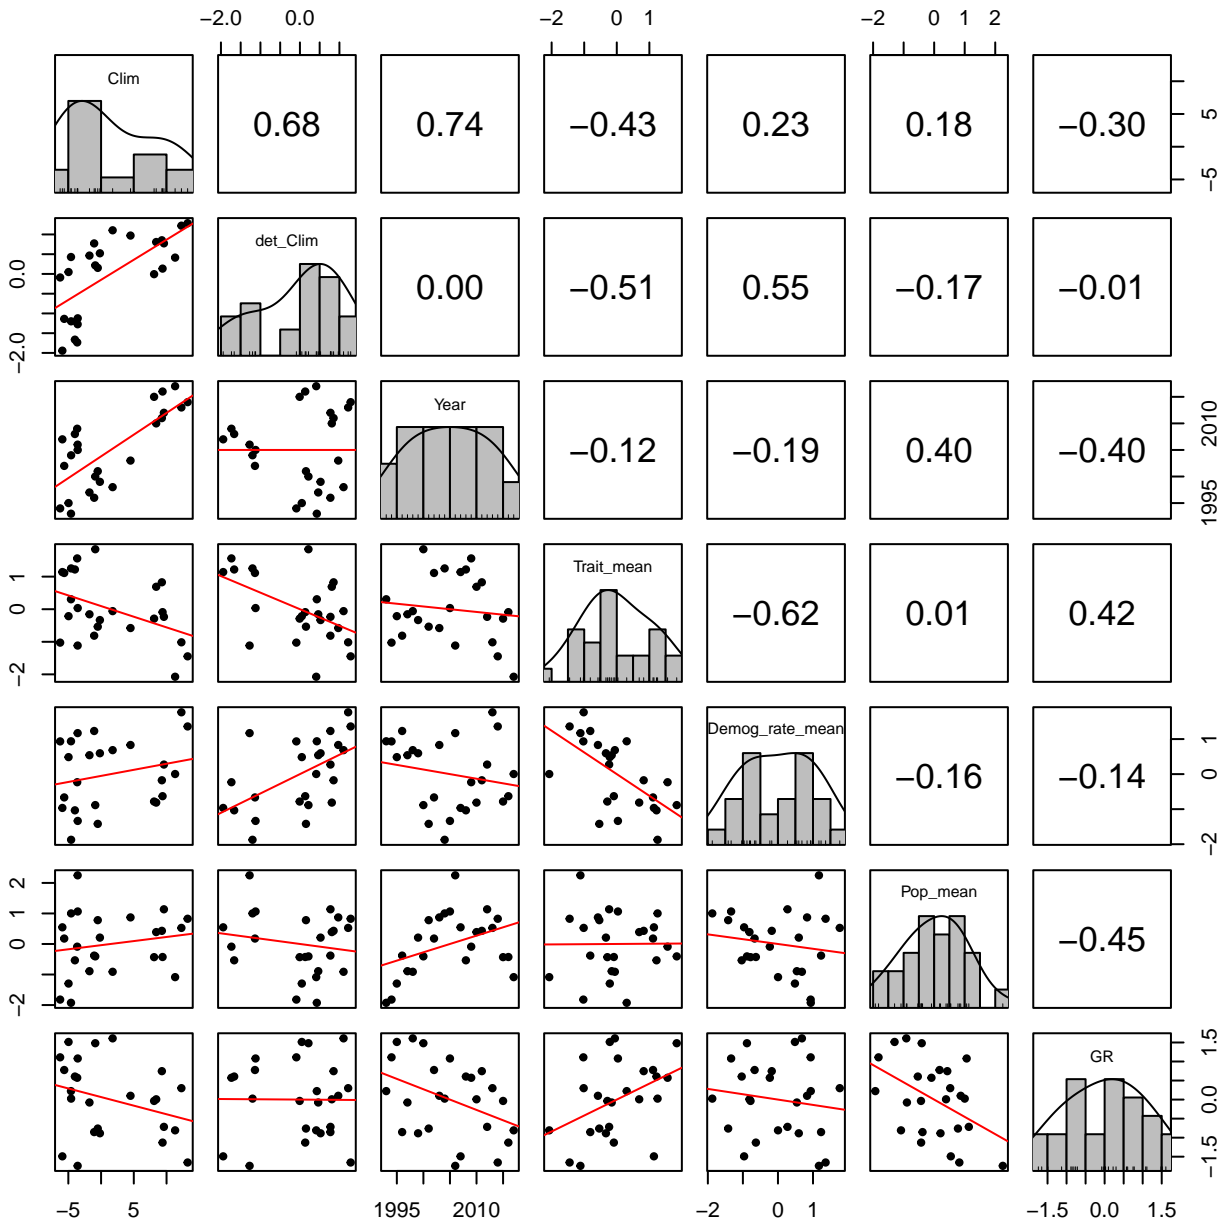 −2.0 0.0 −2 0 1 −2 0 1 2
Clim 0.68 0.74 −0.43 0.23 0.18 −0.30
5
−5
det_Clim 0.00 −0.51 0.55 −0.17 −0.01
0.0
−2.0
Year −0.12 −0.19 0.40 −0.40
2010
1995
Trait_mean −0.62 0.01 0.42
1
0
−2
Demog_rate_mean −0.16 −0.14
1
0
−2
Pop_mean −0.45
2
1
0
−2
GR
1.5
0.0
−1.5
−5 5 1995 2010 −2 0 1 −1.5 0.0 1.5